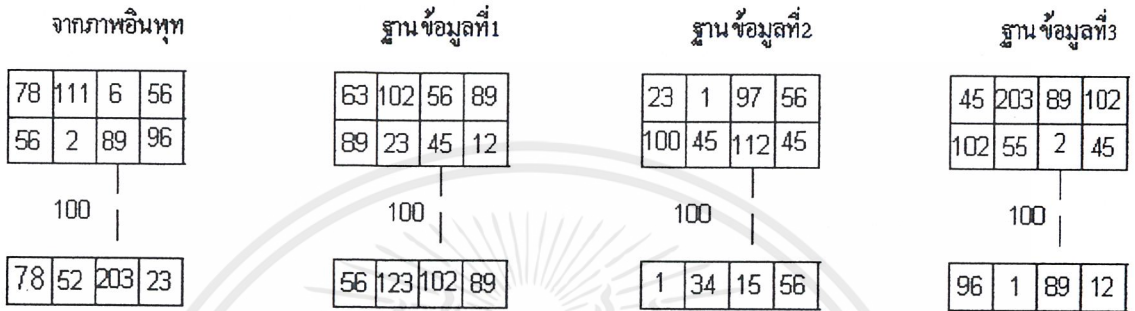 จากภาพอินพุท ฐานข้อมูลที่1 ฐานข้อมูลที่2 ฐานข้อมูลที่3
78 111 6 56 63 102 56 89 23 1 97 56 45 203 89 102
56 2 89 96 89 23 45 12 100 45 112 45 102 55 2 45
100 100 100 100
78 52 203 23 56 123 102 89 1 34 15 56 96 1 89 12